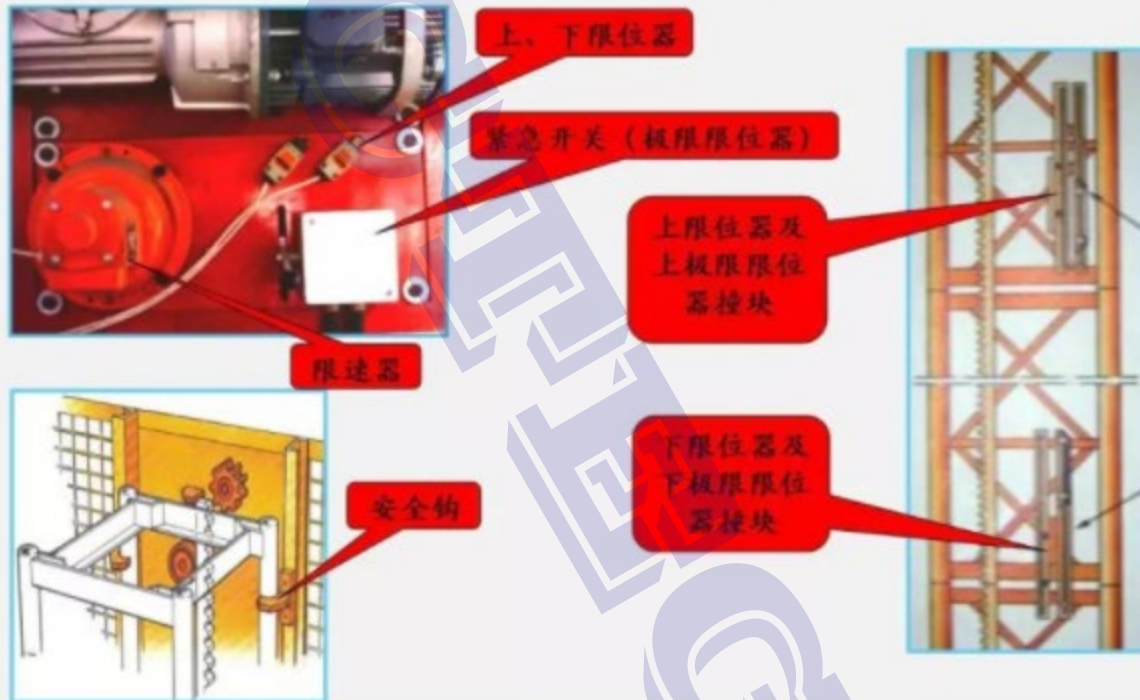 上、下限位器
紧急开关（极限限位器）
上限位器及
上极限限位
器撞块
限速器
下限位器及
下极限限位
器撞块
安全钩